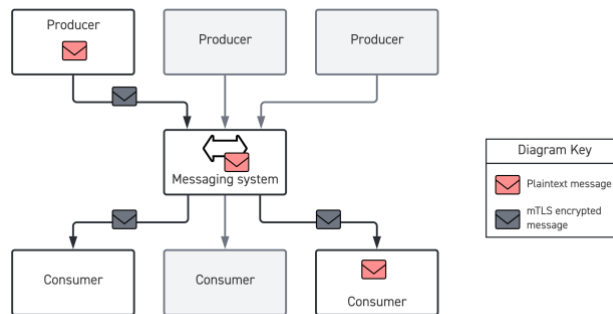 Producer
Producer
Producer
Messaging system
Consumer
Consumer
Consumer
Diagram Key
Plaintext message
mTLS encrypted
message